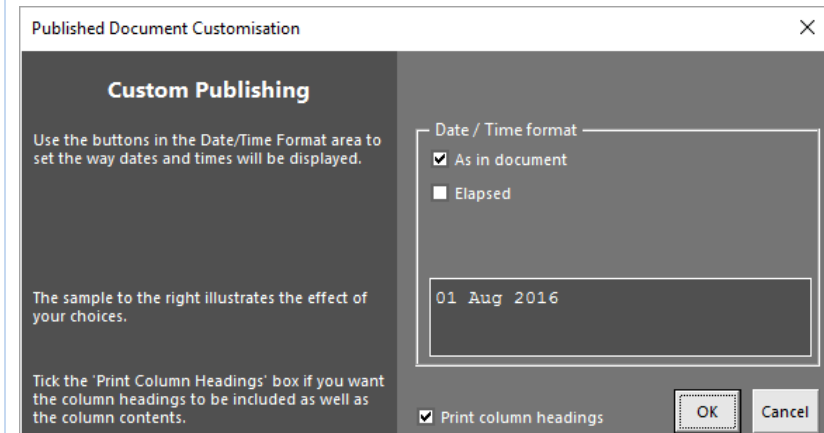 Published Document Customisation
Custom Publishing
Use the buttons in the Date/Time Format area to
set the way dates and times will be displayed.
The sample to the right illustrates the effect of
your choices.
Tick the 'Print Column Headings' box if you want
the column headings to be included as well as
the column contents.
Date / Time format
As in document
Elapsed
01 Aug 2016
Print column headings
OK
Cancel